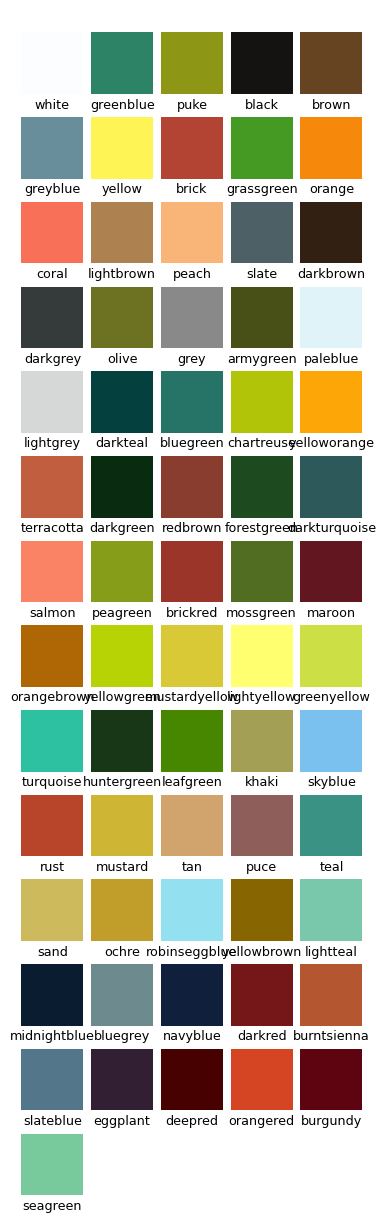 white greenblue puke black brown
greyblue yellow brick grassgreen orange
coral lightbrown peach slate darkbrown
darkgrey olive grey armygreen paleblue
lightgrey darkteal bluegreen chartreuse yelloworange
terracotta darkgreen redbrown forestgreen darkturquoise
salmon peagreen brickred mossgreen maroon
orangebrown yellowgreen mustardyellow lightyellow greenyellow
turquoise huntergreen leafgreen khaki skyblue
rust mustard tan puce teal
sand ochre robinseggblue yellowbrown lightteal
midnightblue bluegrey navyblue darkred burntsienna
slateblue eggplant deepred orangered burgundy
seagreen